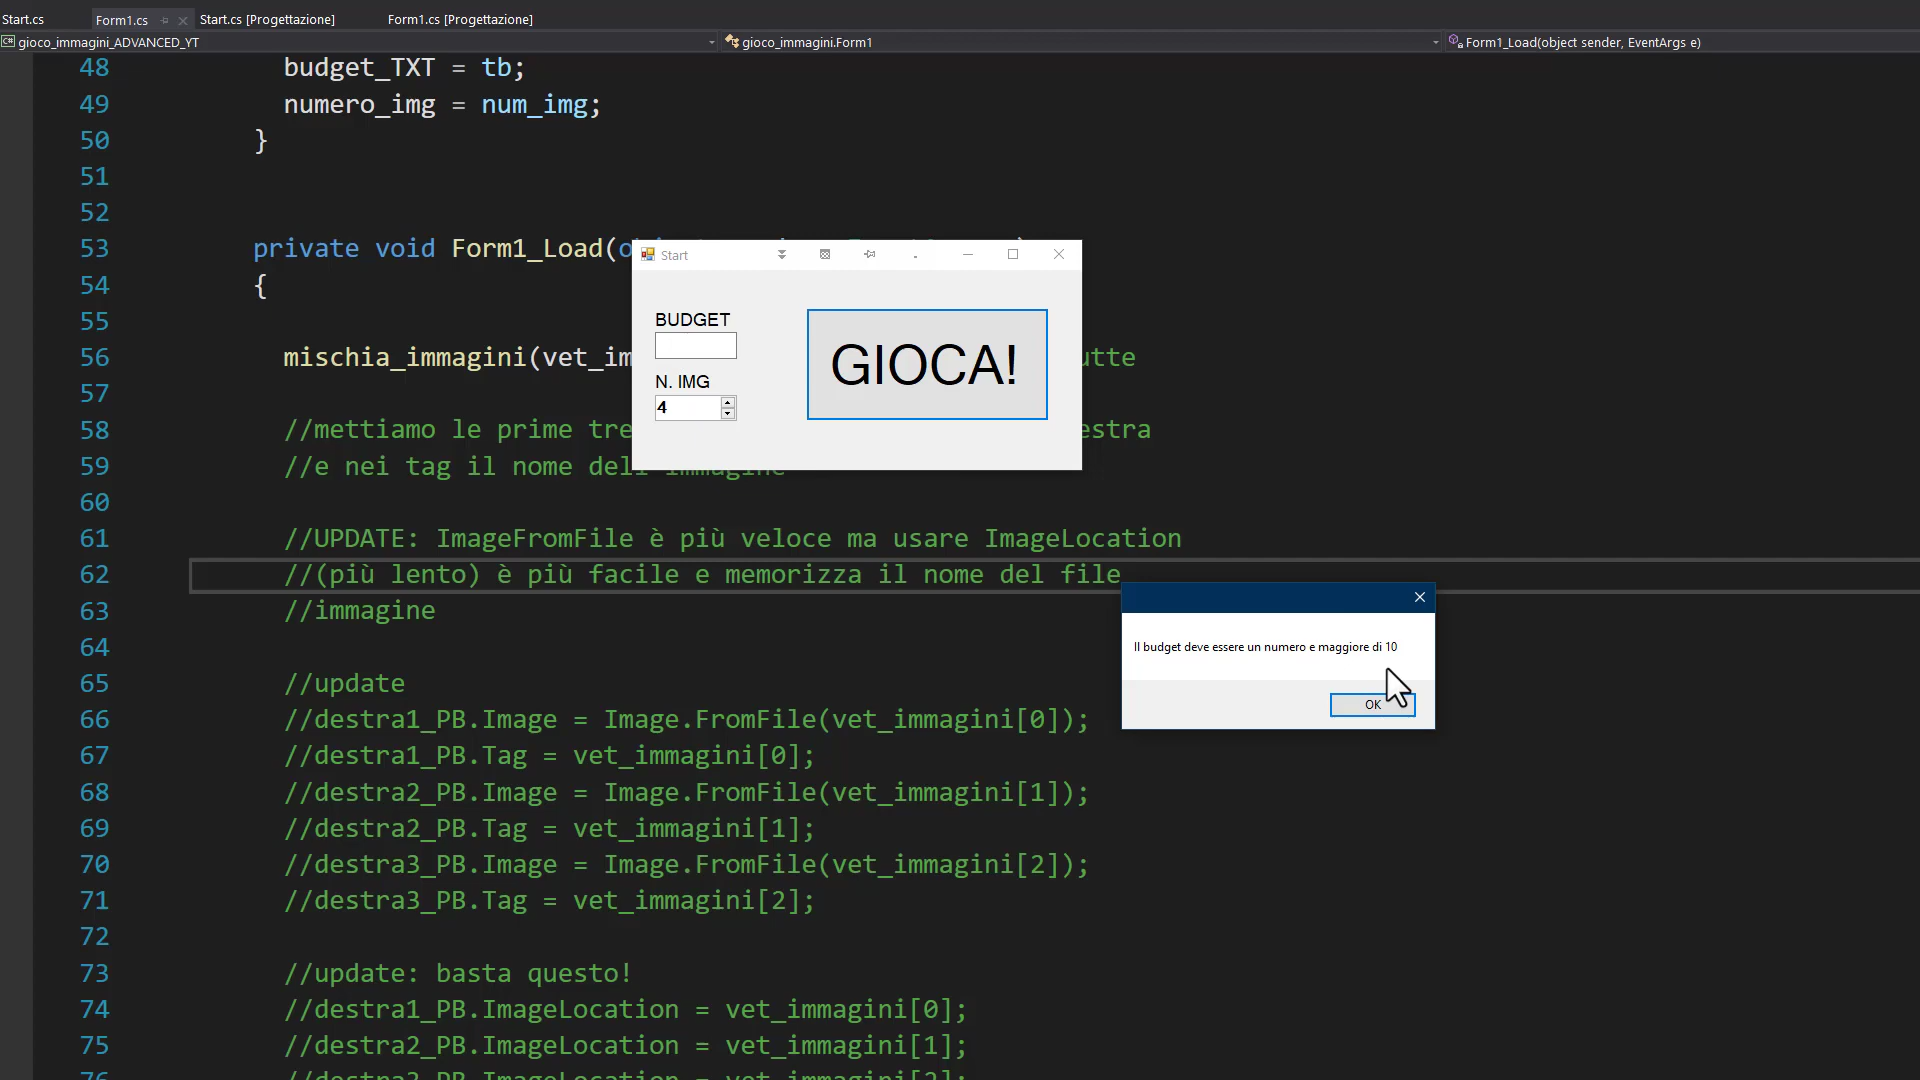 Start.cs
Form1.cs
Start.cs [Progettazione]
Form1.cs [Progettazione]
gioco_immagini_ADVANCED_YT
gioco_immagini.Form1
Form1_Load(object sender, EventArgs e)
48 budget_TXT = tb;
49 numero_img = num_img;
50 }
51
52
53 private void Form1_Load(
54 {
55
56 mischia_immagini(vet_im utte
57
58 //mettiamo le prime tre estra
59 //e nei tag il nome dell'immagine
60
61 //UPDATE: ImageFromFile è più veloce ma usare ImageLocation
62 //(più lento) è più facile e memorizza il nome del file
63 //immagine
64
65 //update
66 //destra1_PB.Image = Image.FromFile(vet_immagini[0]);
67 //destra1_PB.Tag = vet_immagini[0];
68 //destra2_PB.Image = Image.FromFile(vet_immagini[1]);
69 //destra2_PB.Tag = vet_immagini[1];
70 //destra3_PB.Image = Image.FromFile(vet_immagini[2]);
71 //destra3_PB.Tag = vet_immagini[2];
72
73 //update: basta questo!
74 //destra1_PB.ImageLocation = vet_immagini[0];
75 //destra2_PB.ImageLocation = vet_immagini[1];
76 //destra3_PB.ImageLocation = vet_immagini[2];
Start
BUDGET
N. IMG
4
GIOCA!
Il budget deve essere un numero e maggiore di 10
OK